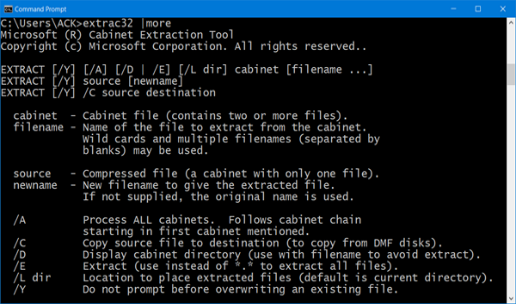 Command Prompt
C:\Users\ACK>extrac32 |more
Microsoft (R) Cabinet Extraction Tool
Copyright (c) Microsoft Corporation. All rights reserved..
EXTRACT [/Y] [/A] [/D | /E] [/L dir] cabinet [filename ...]
EXTRACT [/Y] source [newname]
EXTRACT [/Y] /C source destination
cabinet - Cabinet file (contains two or more files).
filename - Name of the file to extract from the cabinet.
Wild cards and multiple filenames (separated by
blanks) may be used.
source - Compressed file (a cabinet with only one file).
newname - New filename to give the extracted file.
If not supplied, the original name is used.
/A Process ALL cabinets. Follows cabinet chain
starting in first cabinet mentioned.
/C Copy source file to destination (to copy from DMF disks).
/D Display cabinet directory (use with filename to avoid extract).
/E Extract (use instead of *.* to extract all files).
/L dir Location to place extracted files (default is current directory).
/Y Do not prompt before overwriting an existing file.